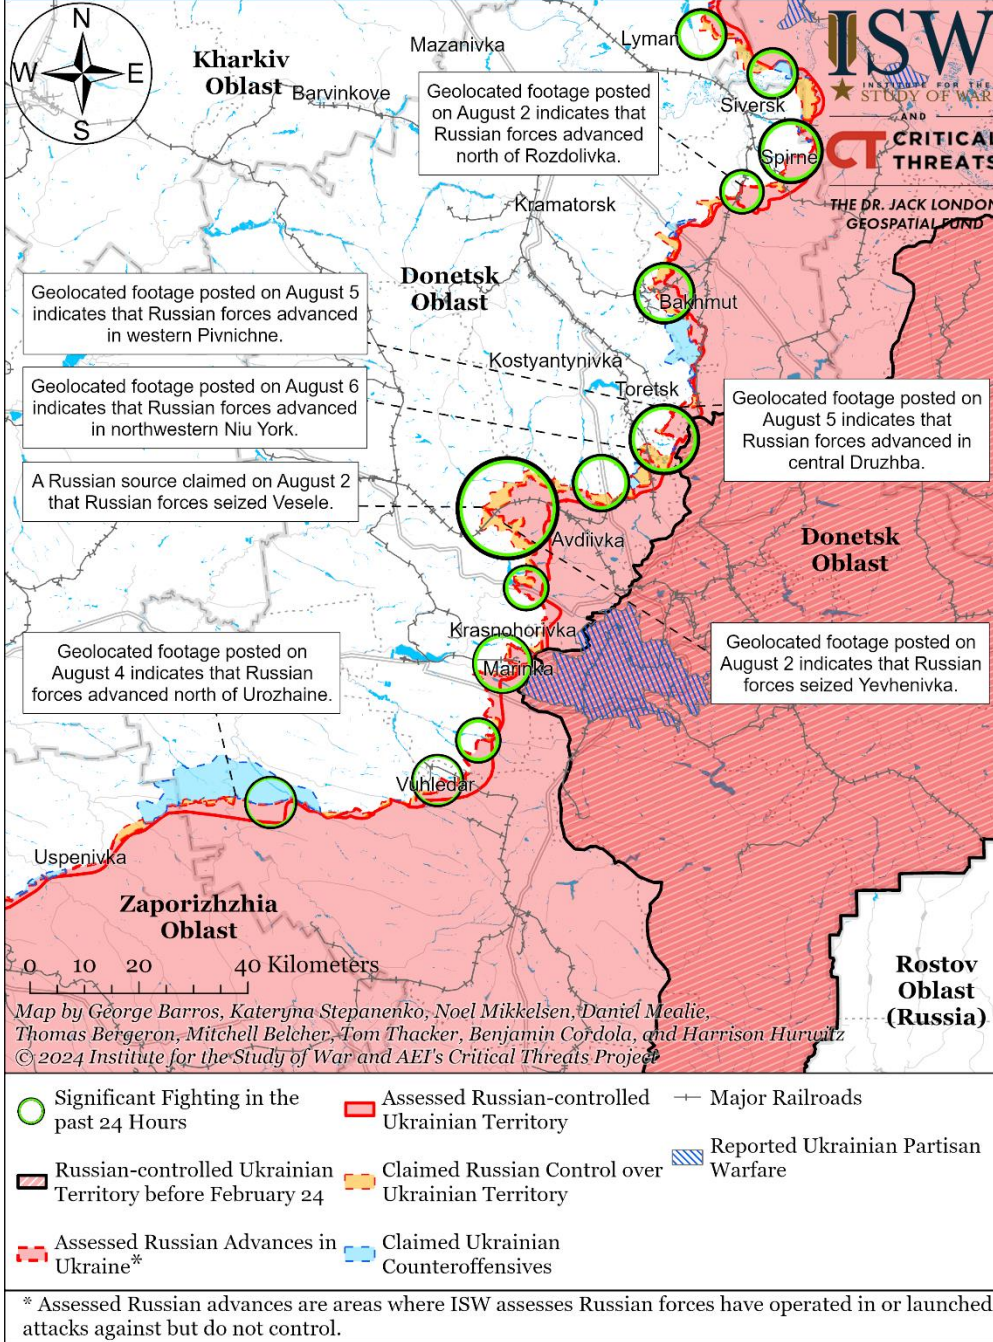 N
W
E
S
Kharkiv
Oblast
Mazanivka
Barvinkove
Lyman
ISW
INSTITUTE FOR THE
STUDY OF WAR
AND
CT CRITICAL
THREATS
THE DR. JACK LONDON
GEOSPATIAL FUND
Geolocated footage posted
on August 2 indicates that
Russian forces advanced
north of Rozdolivka.
Siversk
Spirne
Kramatorsk
Donetsk
Oblast
Bakhmut
Geolocated footage posted on August 5
indicates that Russian forces advanced
in western Pivnichne.
Kostyantynivka
Toretsk
Geolocated footage posted on August 6
indicates that Russian forces advanced
in northwestern Niu York.
Geolocated footage posted on
August 5 indicates that
Russian forces advanced in
central Druzhba.
A Russian source claimed on August 2
that Russian forces seized Vesele.
Avdiivka
Donetsk
Oblast
Krasnohorivka
Marinka
Geolocated footage posted on
August 4 indicates that Russian
forces advanced north of Urozhaine.
Geolocated footage posted on
August 2 indicates that Russian
forces seized Yevhenivka.
Vuhledar
Uspenivka
Zaporizhzhia
Oblast
Rostov
Oblast
(Russia)
0 10 20 40 Kilometers
Map by George Barros, Kateryna Stepanenko, Noel Mikkelsen, Daniel Mealie,
Thomas Bergeron, Mitchell Belcher, Tom Thacker, Benjamin Cordola, and Harrison Hurwitz
© 2024 Institute for the Study of War and AEI's Critical Threats Project
Significant Fighting in the
past 24 Hours
Russian-controlled Ukrainian
Territory before February 24
Assessed Russian Advances in
Ukraine*
Assessed Russian-controlled
Ukrainian Territory
Claimed Russian Control over
Ukrainian Territory
Claimed Ukrainian
Counteroffensives
Major Railroads
Reported Ukrainian Partisan
Warfare
* Assessed Russian advances are areas where ISW assesses Russian forces have operated in or launched
attacks against but do not control.